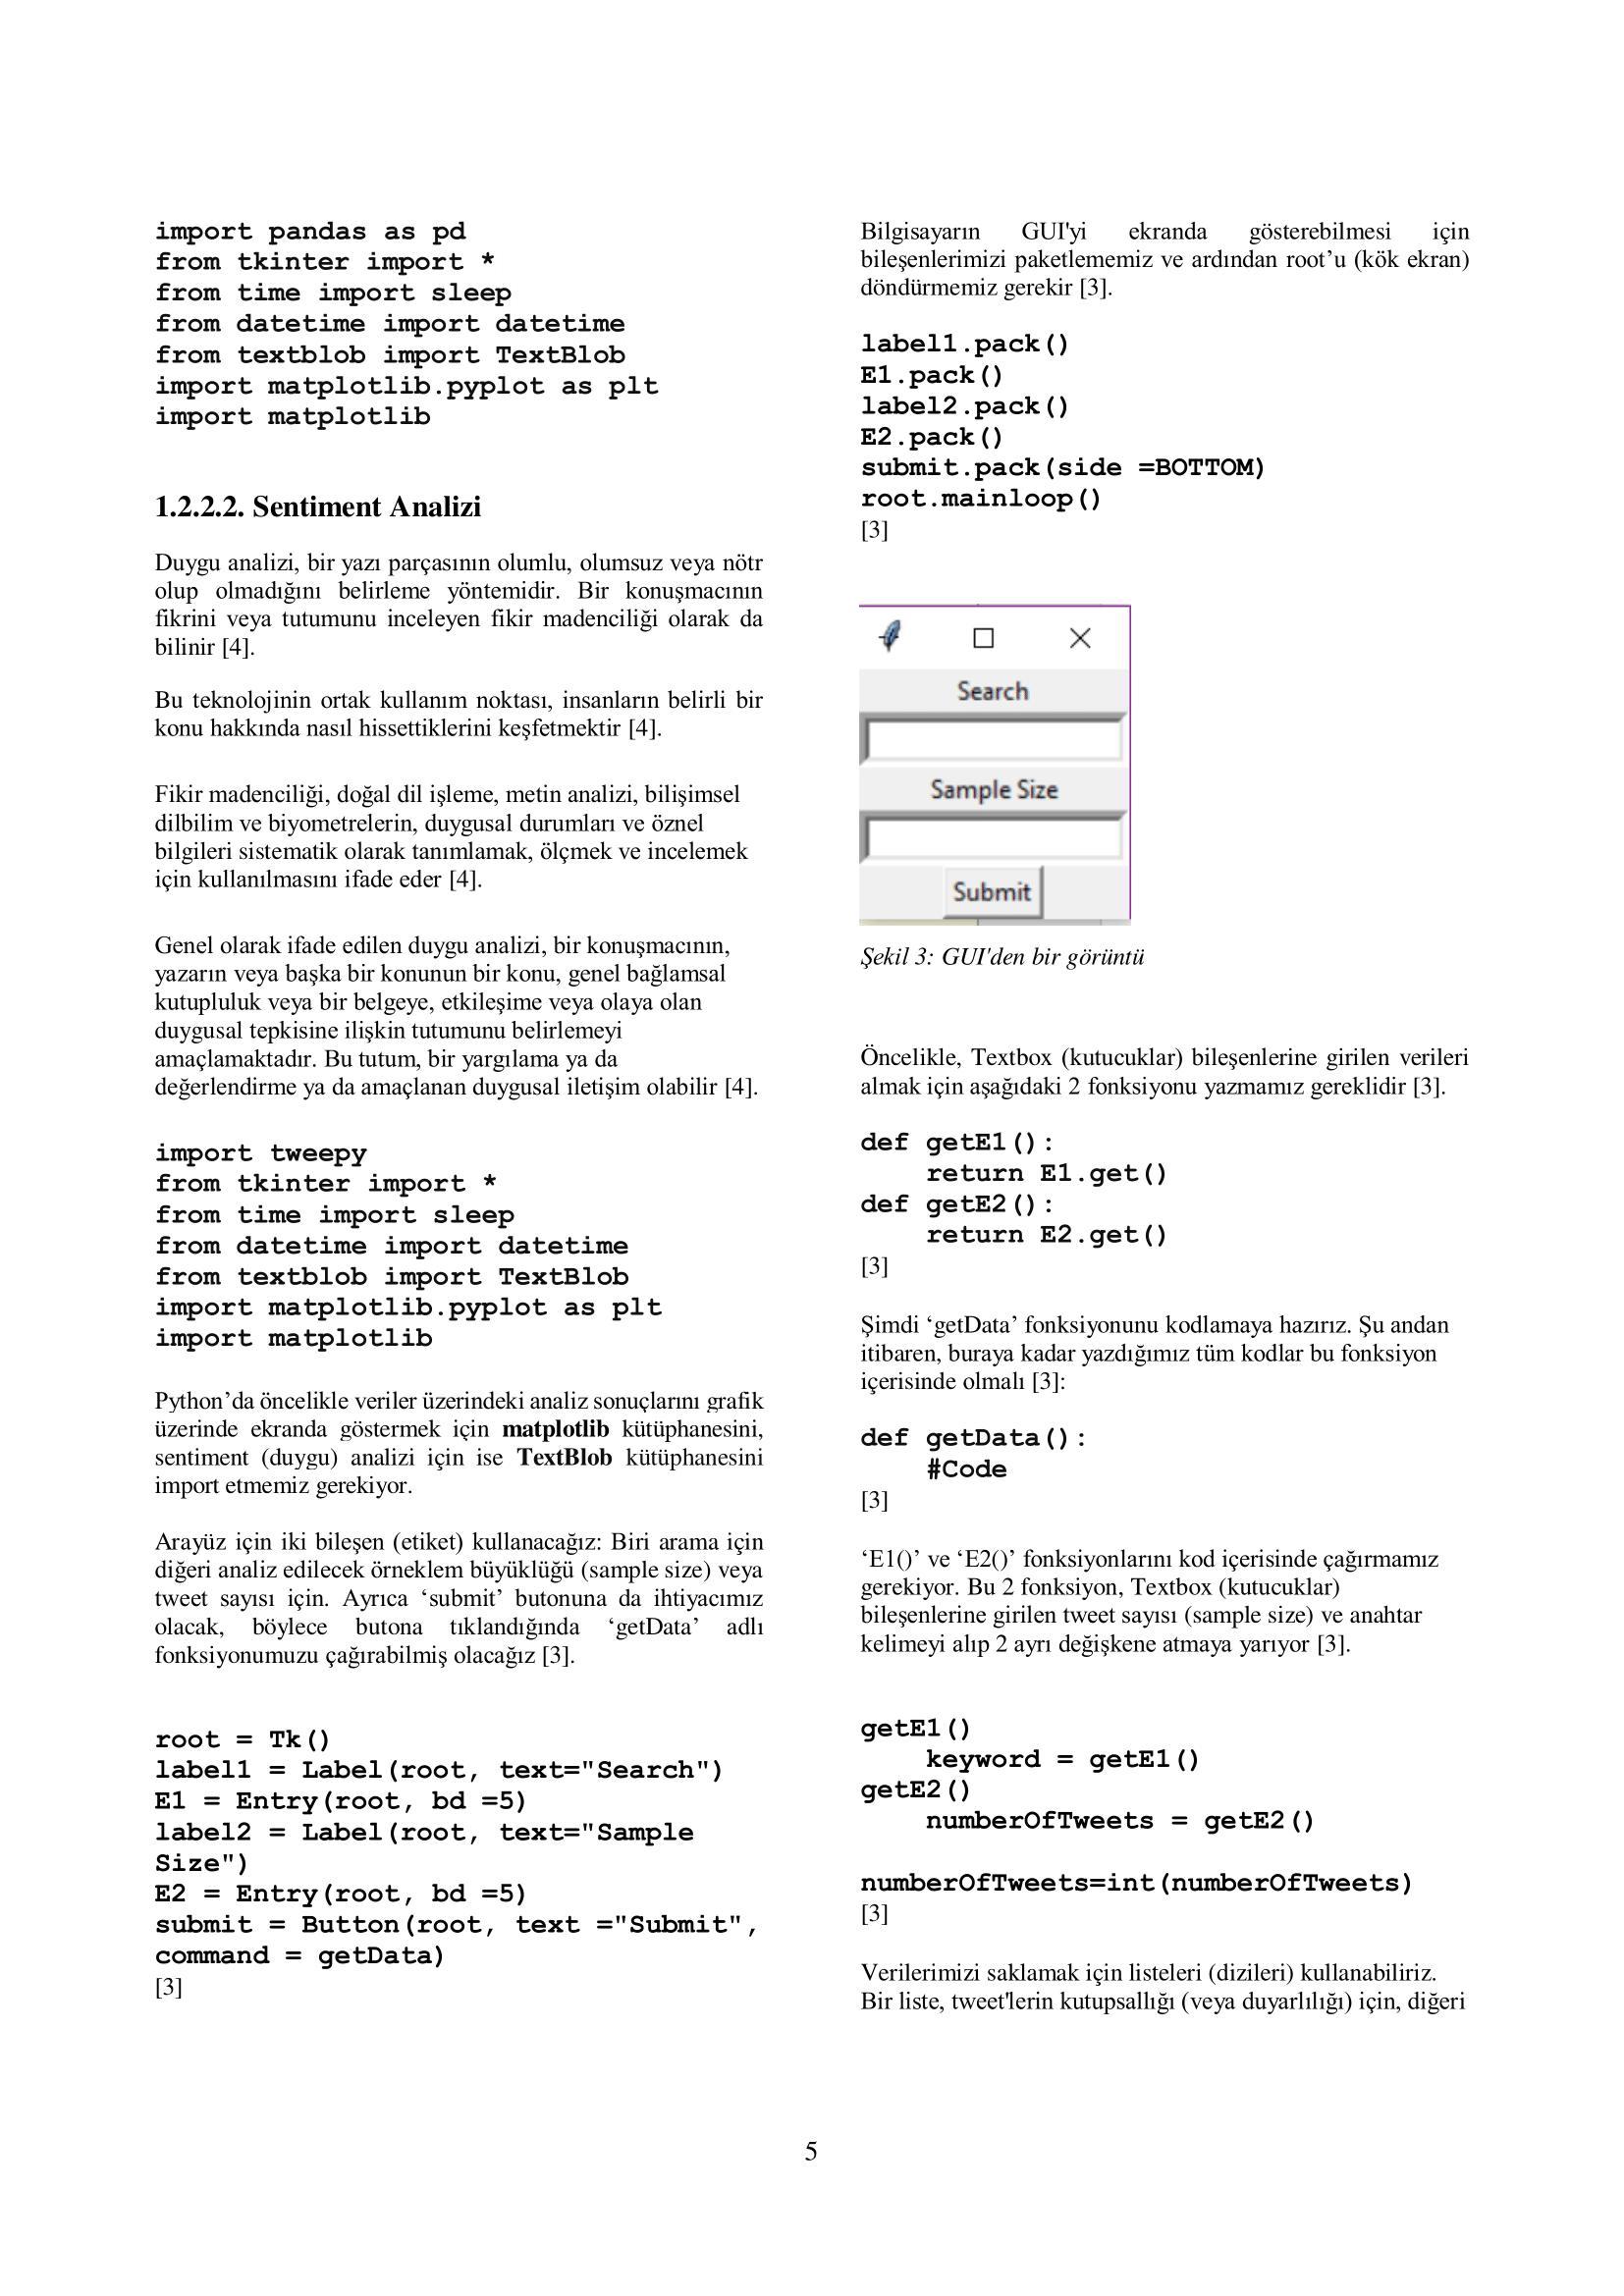 import pandas as pd
from tkinter import *
from time import sleep
from datetime import datetime
from textblob import TextBlob
import matplotlib.pyplot as plt
import matplotlib
1.2.2.2. Sentiment Analizi
Duygu analizi, bir yazı parçasının olumlu, olumsuz veya nötr
olup olmadığını belirleme yöntemidir. Bir konuşmacının
fikrini veya tutumunu inceleyen fikir madenciliği olarak da
bilinir [4].
Bu teknolojinin ortak kullanım noktası, insanların belirli bir
konu hakkında nasıl hissettiklerini keşfetmektir [4].
Fikir madenciliği, doğal dil işleme, metin analizi, bilişimsel
dilbilim ve biyometrelerin, duygusal durumları ve öznel
bilgileri sistematik olarak tanımlamak, ölçmek ve incelemek
için kullanılmasını ifade eder [4].
Genel olarak ifade edilen duygu analizi, bir konuşmacının,
yazarın veya başka bir konunun bir konu, genel bağlamsal
kutupluluk veya bir belgeye, etkileşime veya olaya olan
duygusal tepkisine ilişkin tutumunu belirlemeyi
amaçlamaktadır. Bu tutum, bir yargılama ya da
değerlendirme ya da amaçlanan duygusal iletişim olabilir [4].
import tweepy
from tkinter import *
from time import sleep
from datetime import datetime
from textblob import TextBlob
import matplotlib.pyplot as plt
import matplotlib
Python’da öncelikle veriler üzerindeki analiz sonuçlarını grafik
üzerinde ekranda göstermek için matplotlib kütüphanesini,
sentiment (duygu) analizi için ise TextBlob kütüphanesini
import etmemiz gerekiyor.
Arayüz için iki bileşen (etiket) kullanacağız: Biri arama için
diğeri analiz edilecek örneklem büyüklüğü (sample size) veya
tweet sayısı için. Ayrıca ‘submit’ butonuna da ihtiyacımız
olacak, böylece butona tıklandığında ‘getData’ adlı
fonksiyonumuzu çağırabilmiş olacağız [3].
root = Tk()
label1 = Label(root, text="Search")
E1 = Entry(root, bd =5)
label2 = Label(root, text="Sample
Size")
E2 = Entry(root, bd =5)
submit = Button(root, text ="Submit",
command = getData)
[3]
Bilgisayarın GUI'yi ekranda gösterebilmesi için
bileşenlerimizi paketlememiz ve ardından root’u (kök ekran)
döndürmemiz gerekir [3].
label1.pack()
E1.pack()
label2.pack()
E2.pack()
submit.pack(side =BOTTOM)
root.mainloop()
[3]
Search
Sample Size
Submit
Şekil 3: GUI'den bir görüntü
Öncelikle, Textbox (kutucuklar) bileşenlerine girilen verileri
almak için aşağıdaki 2 fonksiyonu yazmamız gereklidir [3].
def getE1():
    return E1.get()
def getE2():
    return E2.get()
[3]
Şimdi ‘getData’ fonksiyonunu kodlamaya hazırız. Şu andan
itibaren, buraya kadar yazdığımız tüm kodlar bu fonksiyon
içerisinde olmalı [3]:
def getData():
    #Code
[3]
‘E1()’ ve ‘E2()’ fonksiyonlarını kod içerisinde çağırmamız
gerekiyor. Bu 2 fonksiyon, Textbox (kutucuklar)
bileşenlerine girilen tweet sayısı (sample size) ve anahtar
kelimeyi alıp 2 ayrı değişkene atmaya yarıyor [3].
getE1()
    keyword = getE1()
getE2()
    numberOfTweets = getE2()
numberOfTweets=int(numberOfTweets)
[3]
Verilerimizi saklamak için listeleri (dizileri) kullanabiliriz.
Bir liste, tweet'lerin kutupsallığı (veya duyarlılığı) için, diğeri
5